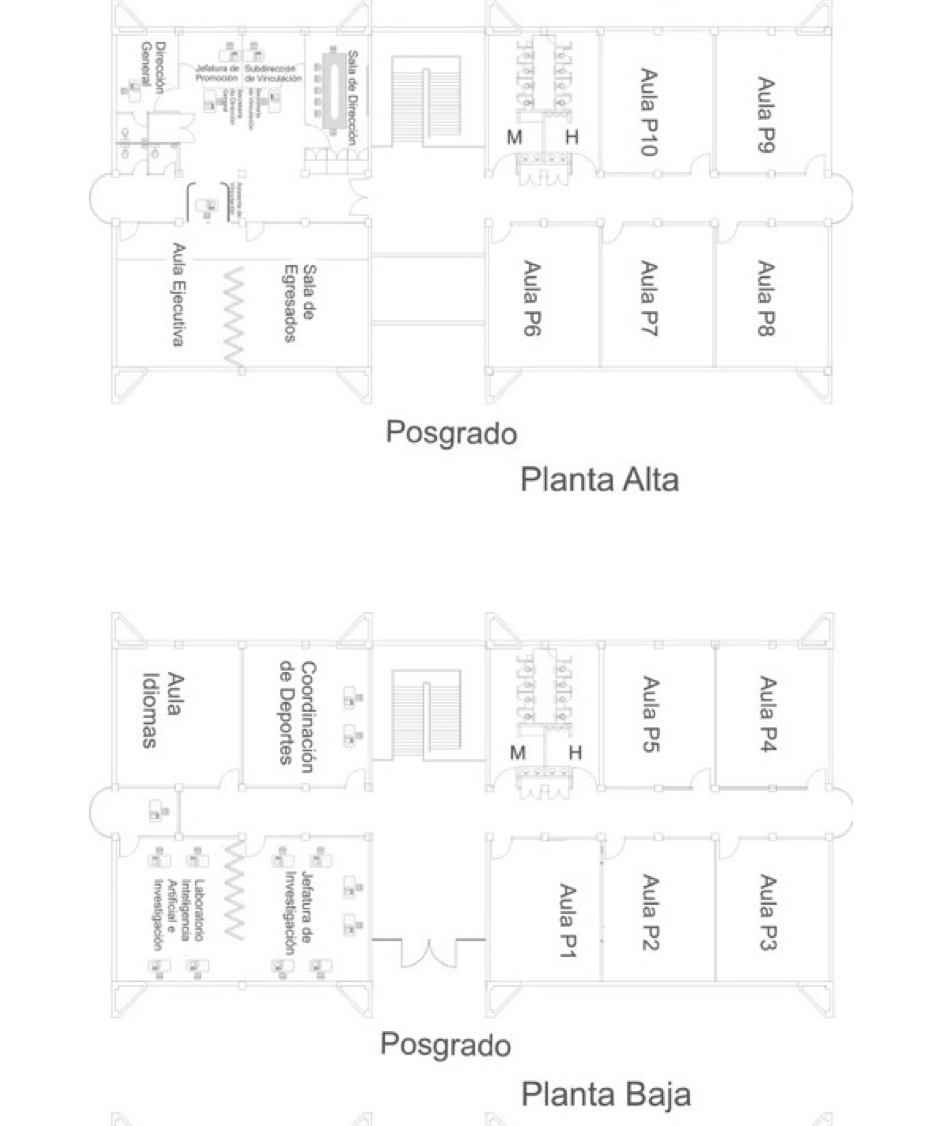 Dirección
General
Jefatura de
Promoción
Subdirección
de Vinculación
Secretaria
de Dirección
General
Secretaria
de Vinculación
Sala de Dirección
M
H
Aula P10
Aula P9
Asistente de
Vinculación
Aula Ejecutiva
Sala de
Egresados
Aula P6
Aula P7
Aula P8
Posgrado
Planta Alta
Aula
Idiomas
Coordinación
de Deportes
M
H
Aula P5
Aula P4
Laboratorio
Inteligencia
Artificial e
Investigación
Jefatura de
Investigación
Aula P1
Aula P2
Aula P3
Posgrado
Planta Baja